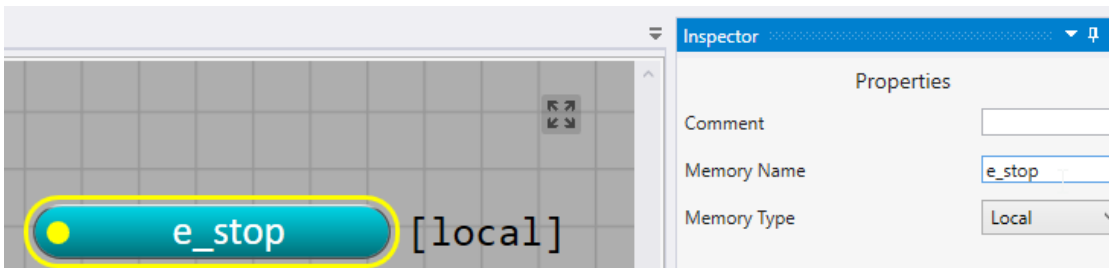 Inspector
Properties
Comment
Memory Name e_stop
Memory Type Local
e_stop [local]